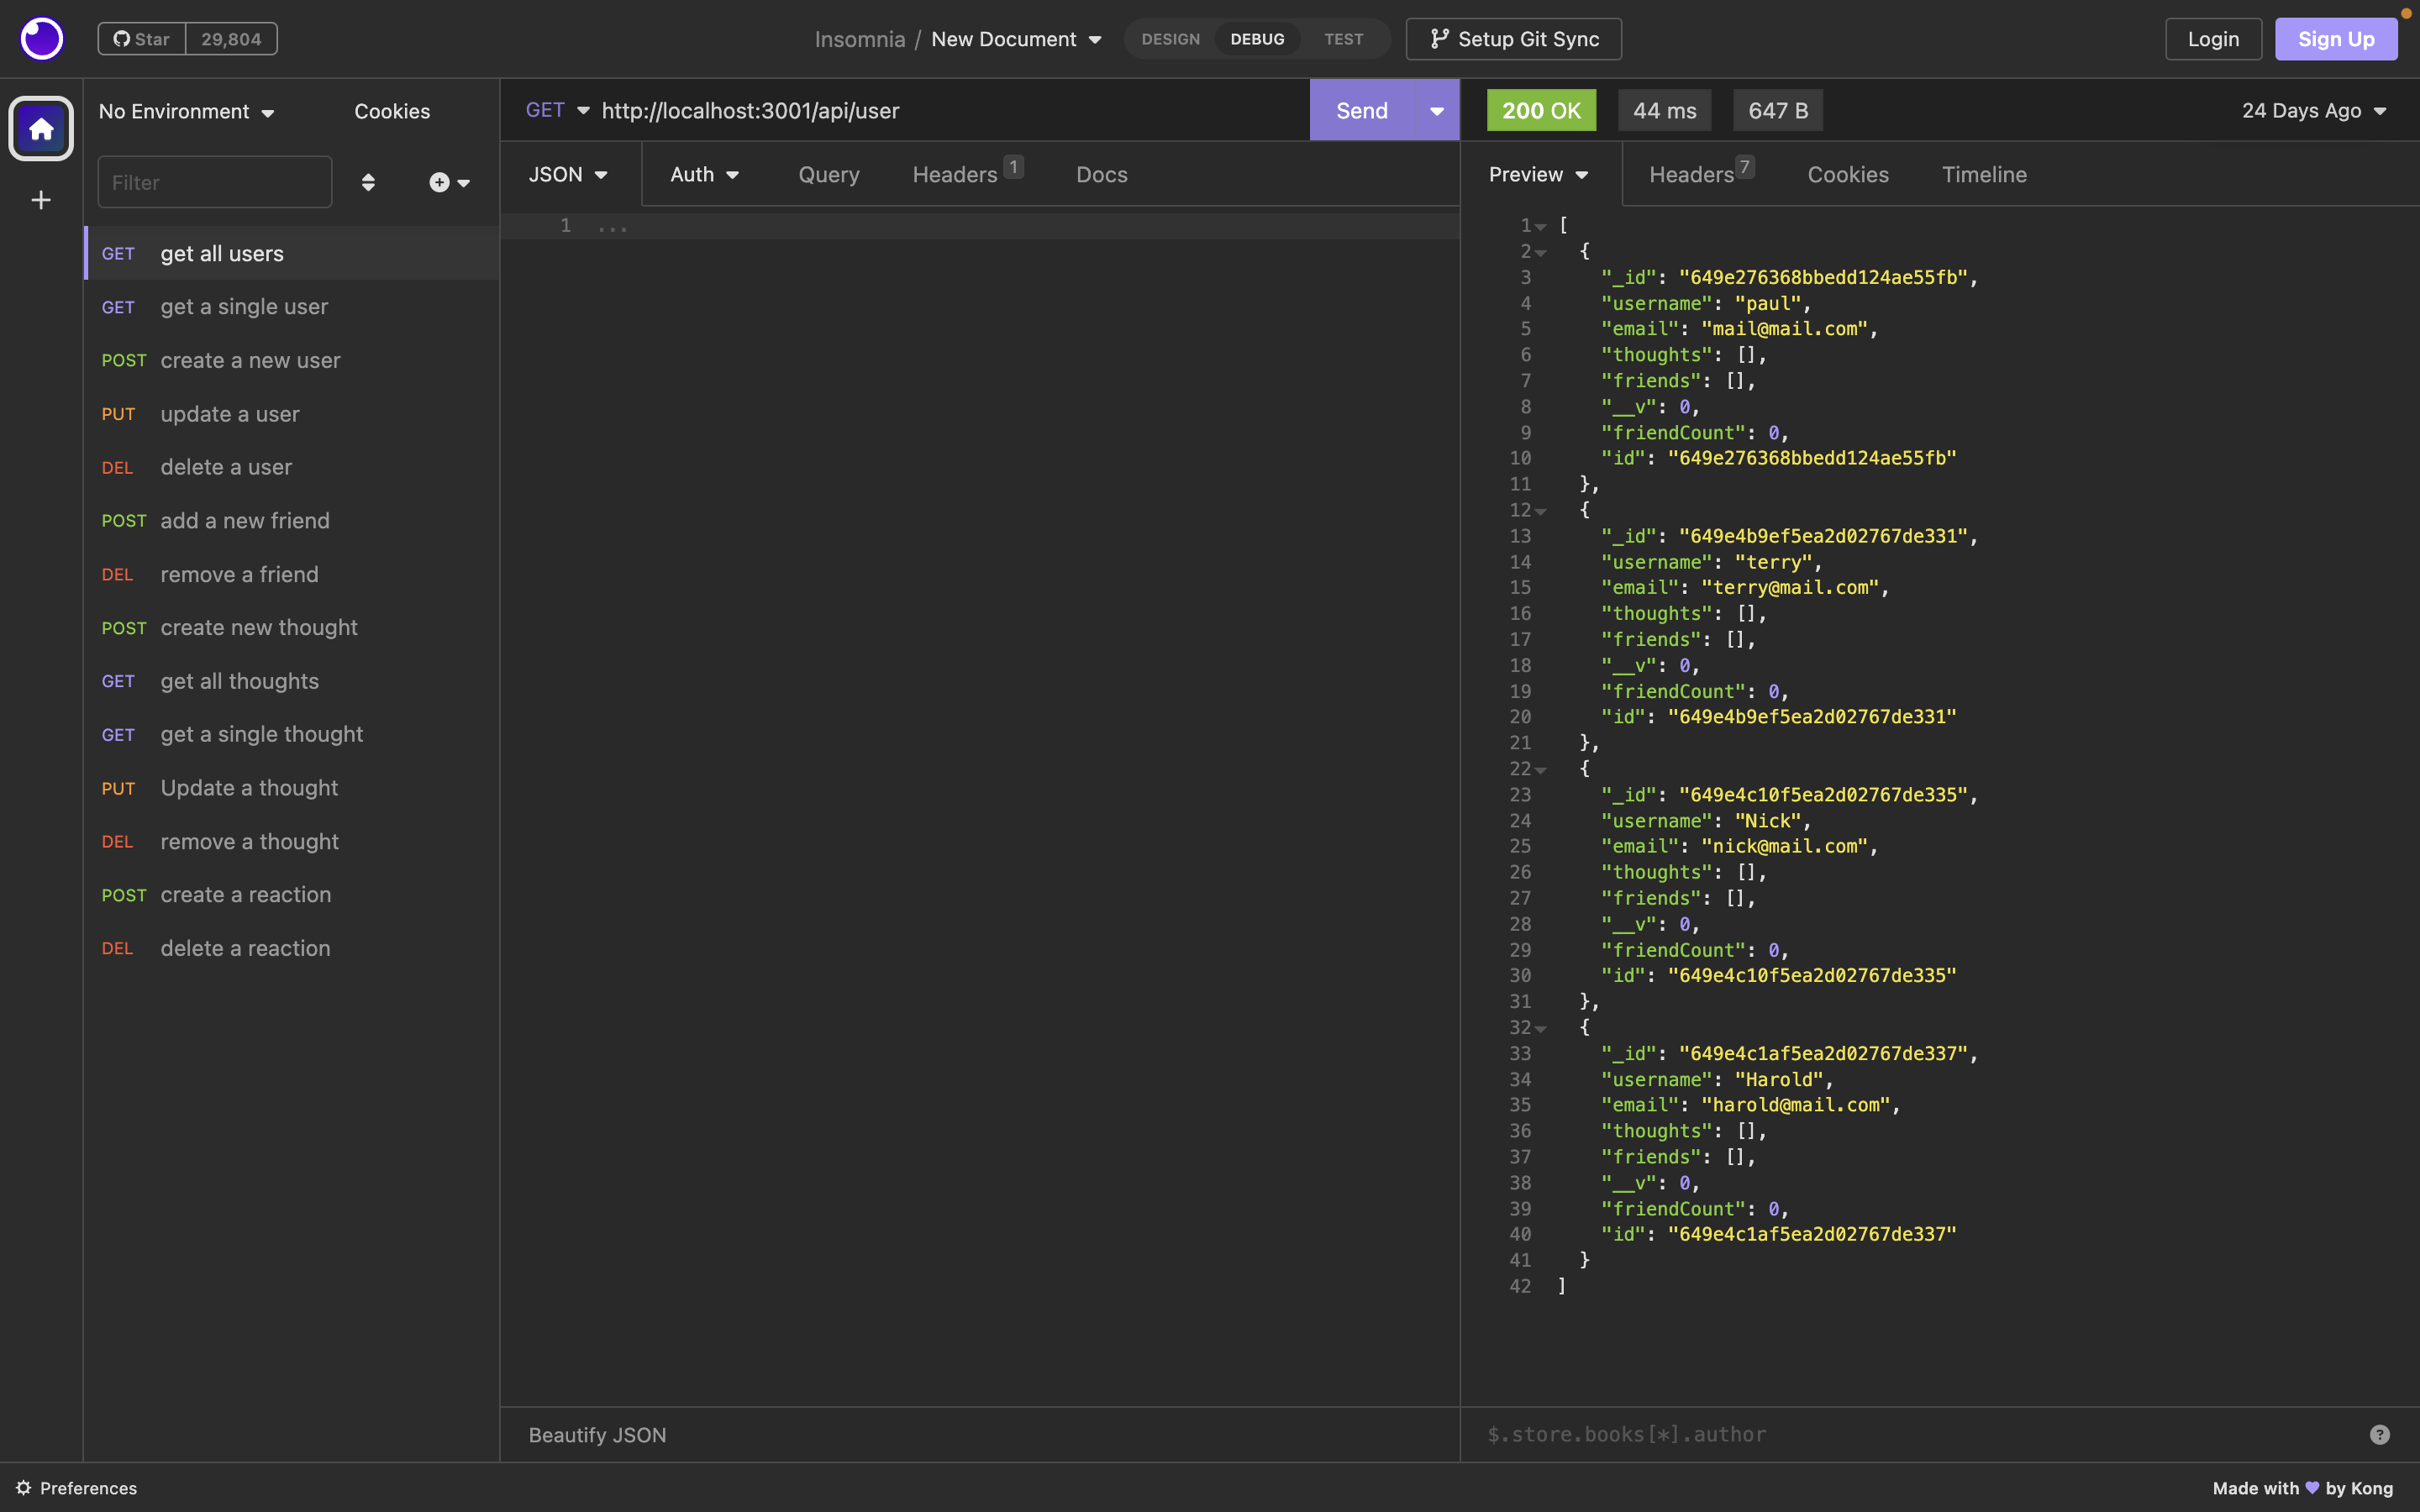 Star 29,804
Insomnia / New Document
DESIGN DEBUG TEST
Setup Git Sync
Login
Sign Up
No Environment
Cookies
Filter
GET get all users
GET get a single user
POST create a new user
PUT update a user
DEL delete a user
POST add a new friend
DEL remove a friend
POST create new thought
GET get all thoughts
GET get a single thought
PUT Update a thought
DEL remove a thought
POST create a reaction
DEL delete a reaction
GET http://localhost:3001/api/user
Send
JSON Auth Query Headers 1 Docs
1 ...
Beautify JSON
200 OK 44 ms 647 B 24 Days Ago
Preview Headers 7 Cookies Timeline
1 [
2 {
3 "_id": "649e276368bbedd124ae55fb",
4 "username": "paul",
5 "email": "mail@mail.com",
6 "thoughts": [],
7 "friends": [],
8 "__v": 0,
9 "friendCount": 0,
10 "id": "649e276368bbedd124ae55fb"
11 },
12 {
13 "_id": "649e4b9ef5ea2d02767de331",
14 "username": "terry",
15 "email": "terry@mail.com",
16 "thoughts": [],
17 "friends": [],
18 "__v": 0,
19 "friendCount": 0,
20 "id": "649e4b9ef5ea2d02767de331"
21 },
22 {
23 "_id": "649e4c10f5ea2d02767de335",
24 "username": "Nick",
25 "email": "nick@mail.com",
26 "thoughts": [],
27 "friends": [],
28 "__v": 0,
29 "friendCount": 0,
30 "id": "649e4c10f5ea2d02767de335"
31 },
32 {
33 "_id": "649e4c1af5ea2d02767de337",
34 "username": "Harold",
35 "email": "harold@mail.com",
36 "thoughts": [],
37 "friends": [],
38 "__v": 0,
39 "friendCount": 0,
40 "id": "649e4c1af5ea2d02767de337"
41 }
42 ]
$.store.books[*].author
?
Preferences
Made with 💜 by Kong